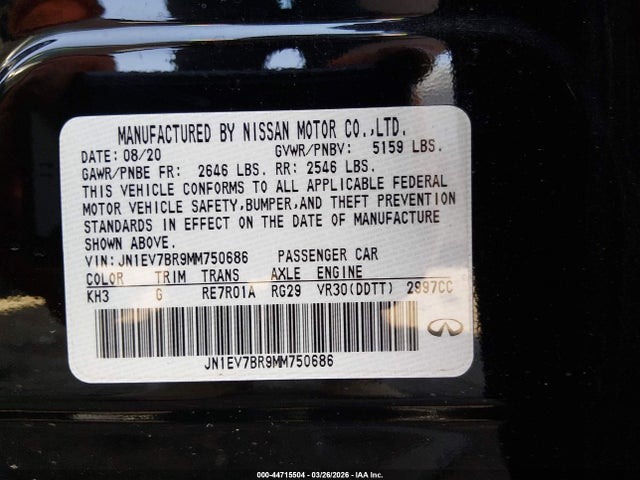 MANUFACTURED BY NISSAN MOTOR CO.,LTD.
DATE: 08/20 GVWR/PNBV: 5159 LBS.
GAWR/PNBE FR: 2646 LBS. RR: 2546 LBS.
THIS VEHICLE CONFORMS TO ALL APPLICABLE FEDERAL
MOTOR VEHICLE SAFETY,BUMPER,AND THEFT PREVENTION
STANDARDS IN EFFECT ON THE DATE OF MANUFACTURE
SHOWN ABOVE.
VIN: JN1EV7BR9MM750686 PASSENGER CAR
COLOR TRIM TRANS AXLE ENGINE
KH3 G RE7R01A RG29 VR30(DDTT) 2997CC
JN1EV7BR9MM750686
000-44715504 | 03/26/2026 | IAA Inc.